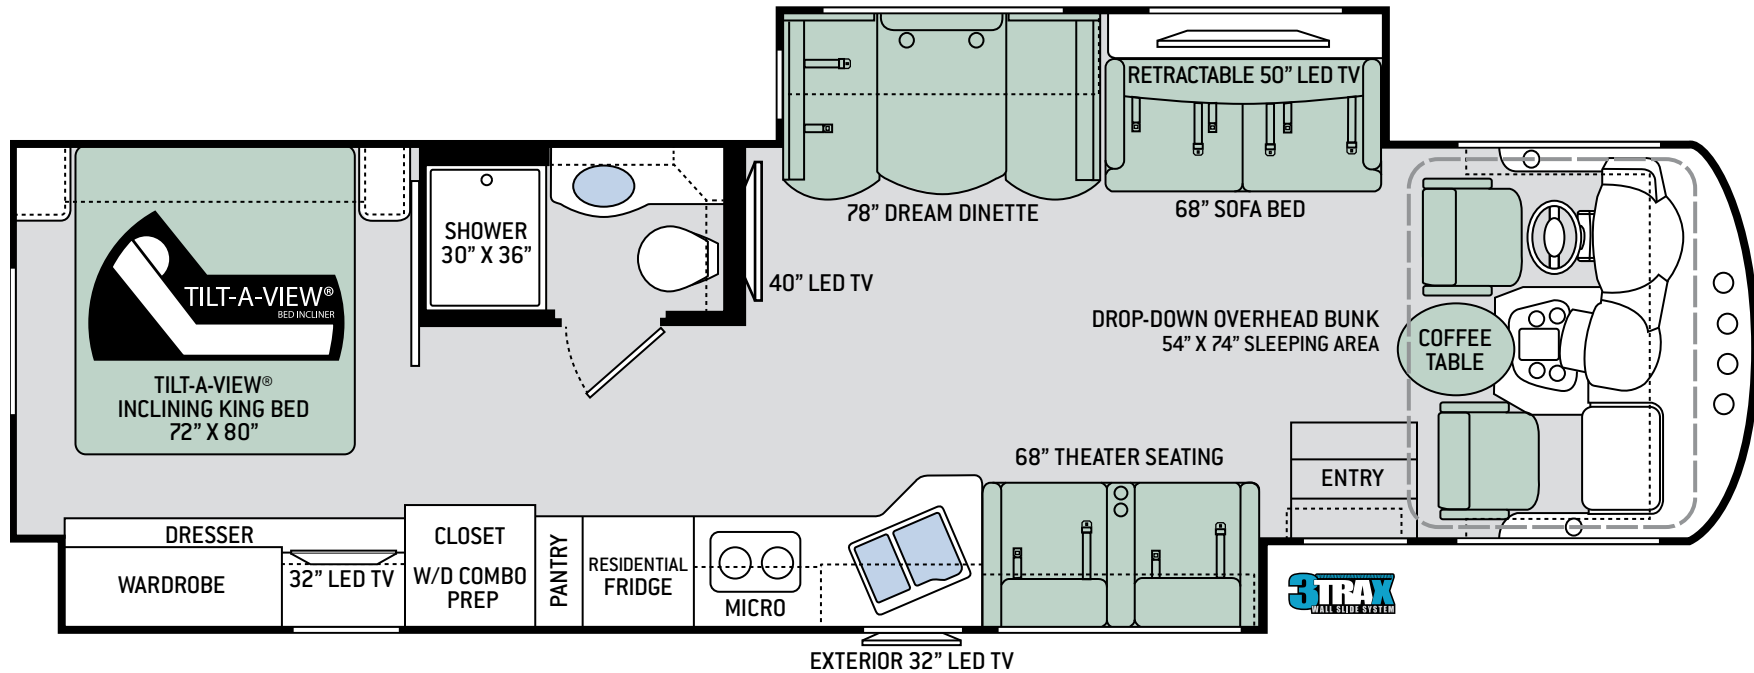 RETRACTABLE 50” LED TV
78” DREAM DINETTE
68” SOFA BED
SHOWER
30” X 36”
40” LED TV
TILT-A-VIEW®
BED INCLINER
TILT-A-VIEW®
INCLINING KING BED
72” X 80”
DROP-DOWN OVERHEAD BUNK
54” X 74” SLEEPING AREA
COFFEE
TABLE
68” THEATER SEATING
ENTRY
DRESSER
WARDROBE
32” LED TV
CLOSET
W/D COMBO
PREP
PANTRY
RESIDENTIAL
FRIDGE
MICRO
3TRAX
WALL SLIDE SYSTEM
EXTERIOR 32” LED TV